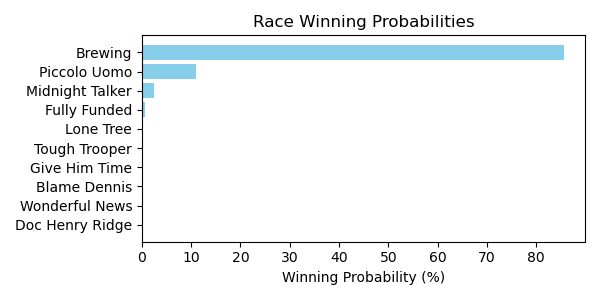 Race Winning Probabilities
Brewing
Piccolo Uomo
Midnight Talker
Fully Funded
Lone Tree
Tough Trooper
Give Him Time
Blame Dennis
Wonderful News
Doc Henry Ridge
0 10 20 30 40 50 60 70 80
Winning Probability (%)